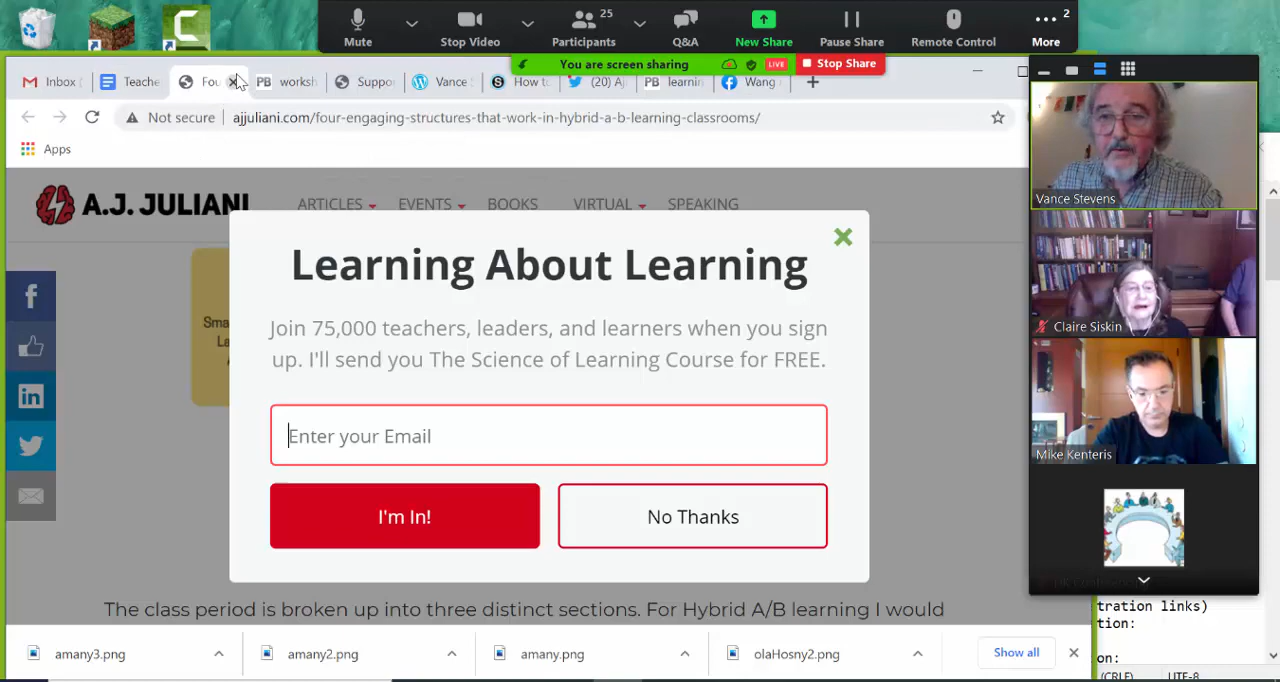 Mute
Stop Video
Participants
25
Q&A
New Share
Pause Share
Remote Control
More
2
You are screen sharing
LIVE
Stop Share
Inbox
Teache
Fou
PB
worksh
Suppo
Vance
How to
(20)
PB
learnin
Wang
Not secure
ajjuliani.com/four-engaging-structures-that-work-in-hybrid-a-b-learning-classrooms/
Apps
A.J. JULIANI
ARTICLES
EVENTS
BOOKS
VIRTUAL
SPEAKING
Learning About Learning
Join 75,000 teachers, leaders, and learners when you sign
up. I'll send you The Science of Learning Course for FREE.
Enter your Email
I'm In!
No Thanks
Sma
La
The class period is broken up into three distinct sections. For Hybrid A/B learning I would
Vance Stevens
Claire Siskin
Mike Kenteris
amany3.png
amany2.png
amany.png
olaHosny2.png
Show all
tration links)
tion:
on:
(CRLF)
UTF-8